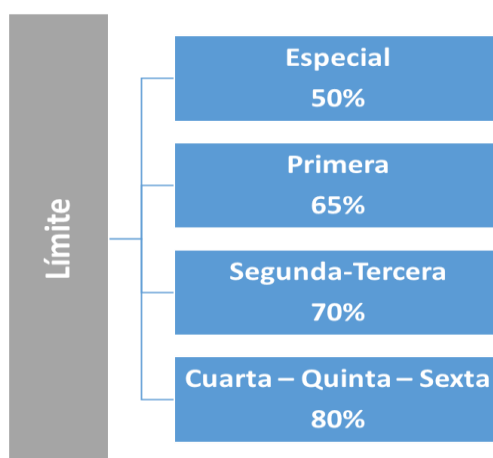 Límite
Especial
50%
Primera
65%
Segunda-Tercera
70%
Cuarta – Quinta – Sexta
80%